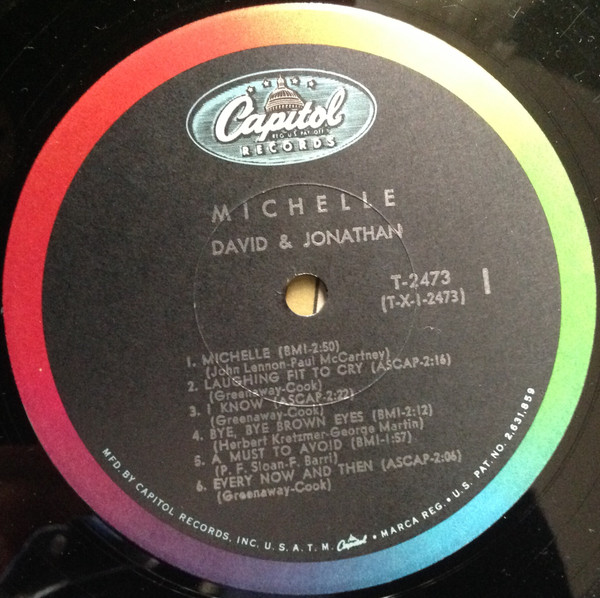 Capitol
REG. U.S. PAT. OFF.
RECORDS
MICHELLE
DAVID & JONATHAN
T-2473
(T-X-1-2473)
1
1. MICHELLE (BMI-2:50)
(John Lennon-Paul McCartney)
2. LAUGHING FIT TO CRY (ASCAP-2:16)
(Greenaway-Cook)
3. I KNOW (ASCAP-2:22)
(Greenaway-Cook)
4. BYE, BYE BROWN EYES (BMI-2:12)
(Herbert Kretzmer-George Martin)
5. A MUST TO AVOID (BMI-1:57)
(P. F. Sloan-F. Barri)
6. EVERY NOW AND THEN (ASCAP-2:06)
(Greenaway-Cook)
MFD. BY CAPITOL RECORDS, INC. U. S. A. T. M. Capitol • MARCA REG. • U. S. PAT. NO. 2,631,859